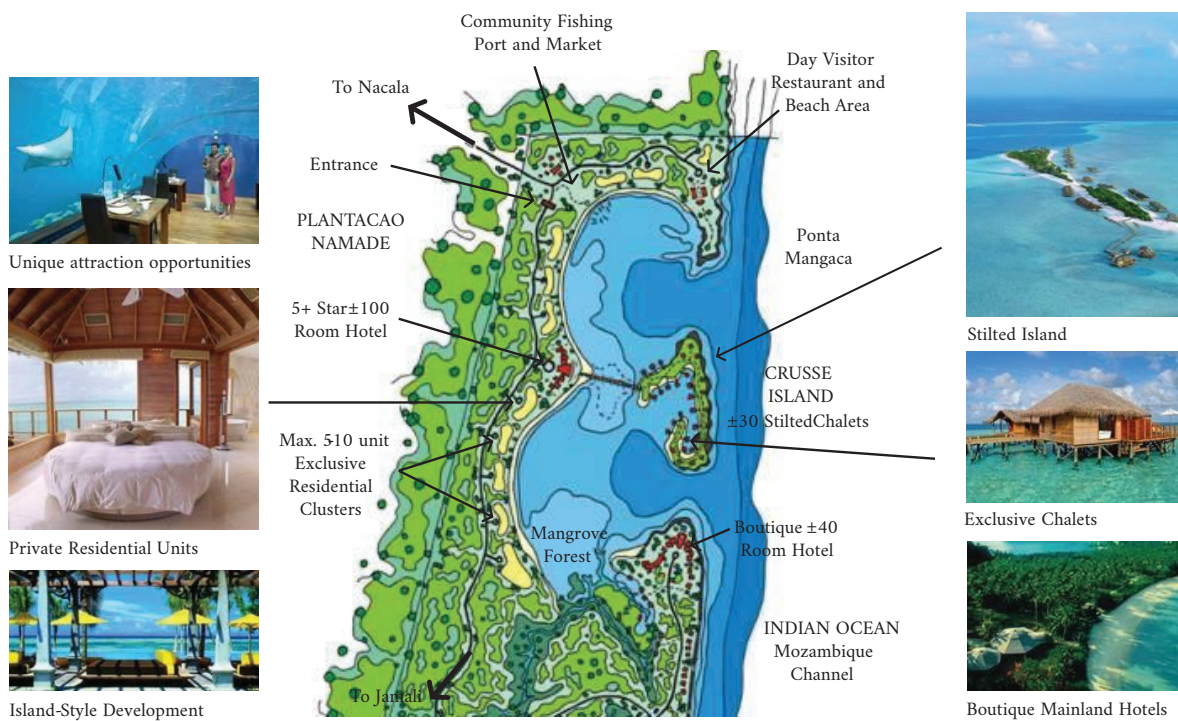 Community Fishing
Port and Market
Day Visitor
Restaurant and
Beach Area
To Nacala
Entrance
PLANTACAO
NAMADE
Unique attraction opportunities
Ponta
Mangaca
5+ Star±100
Room Hotel
Stilted Island
CRUSSE
ISLAND
±30 StiltedChalets
Max. 510 unit
Exclusive
Residential
Clusters
Private Residential Units
Exclusive Chalets
Mangrove
Forest
Boutique ±40
Room Hotel
INDIAN OCEAN
Mozambique
Channel
To Jamali
Island-Style Development
Boutique Mainland Hotels